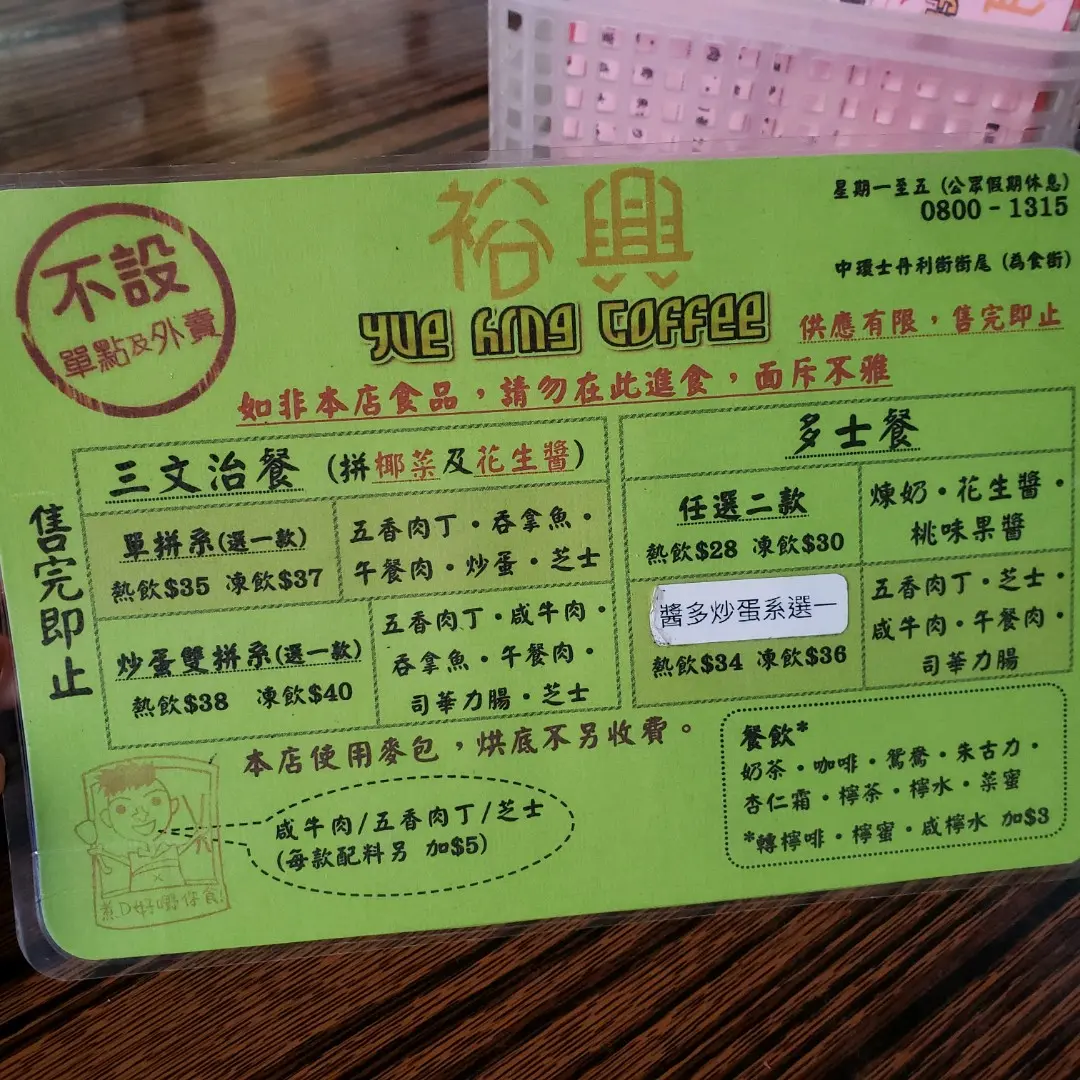 不設
單點及外賣
裕興
YUE HING COFFEE
星期一至五 (公眾假期休息)
0800 - 1315
中環士丹利街街尾 (為食街)
供應有限，售完即止
如非本店食品，請勿在此進食，面斥不雅
售完即止
三文治餐 (拼椰菜及花生醬)
單拼系(選一款)
熱飲$35 凍飲$37
五香肉丁·吞拿魚·
午餐肉·炒蛋·芝士
炒蛋雙拼系(選一款)
熱飲$38 凍飲$40
五香肉丁·咸牛肉·
吞拿魚·午餐肉·
司華力腸·芝士
多士餐
任選二款
熱飲$28 凍飲$30
煉奶·花生醬·
桃味果醬
醬多炒蛋系選一
熱飲$34 凍飲$36
五香肉丁·芝士·
咸牛肉·午餐肉·
司華力腸
本店使用麥包，烘底不另收費。
咸牛肉/五香肉丁/芝士
(每款配料另 加$5)
餐飲*
奶茶·咖啡·鴛鴦·朱古力·
杏仁霜·檸茶·檸水·菜蜜
*轉檸啡·檸蜜·咸檸水 加$3
煮D好嘢俾你食!